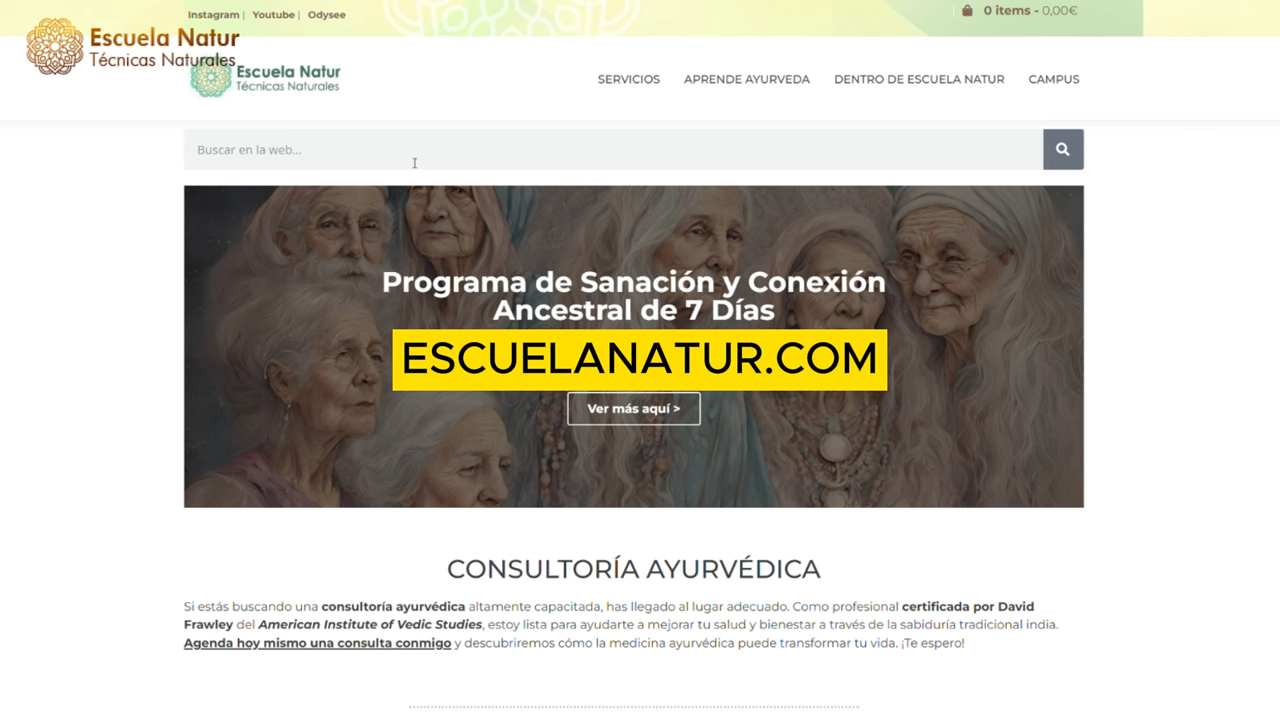 Instagram | Youtube | Odysee
0 items - 0,00€
Escuela Natur
Técnicas Naturales
Escuela Natur
Técnicas Naturales
SERVICIOS APRENDE AYURVEDA DENTRO DE ESCUELA NATUR CAMPUS
Buscar en la web...
Programa de Sanación y Conexión
Ancestral de 7 Días
ESCUELANATUR.COM
Ver más aquí >
CONSULTORÍA AYURVÉDICA
Si estás buscando una consultoría ayurvédica altamente capacitada, has llegado al lugar adecuado. Como profesional certificada por David
Frawley del American Institute of Vedic Studies, estoy lista para ayudarte a mejorar tu salud y bienestar a través de la sabiduría tradicional india.
Agenda hoy mismo una consulta conmigo y descubriremos cómo la medicina ayurvédica puede transformar tu vida. ¡Te espero!